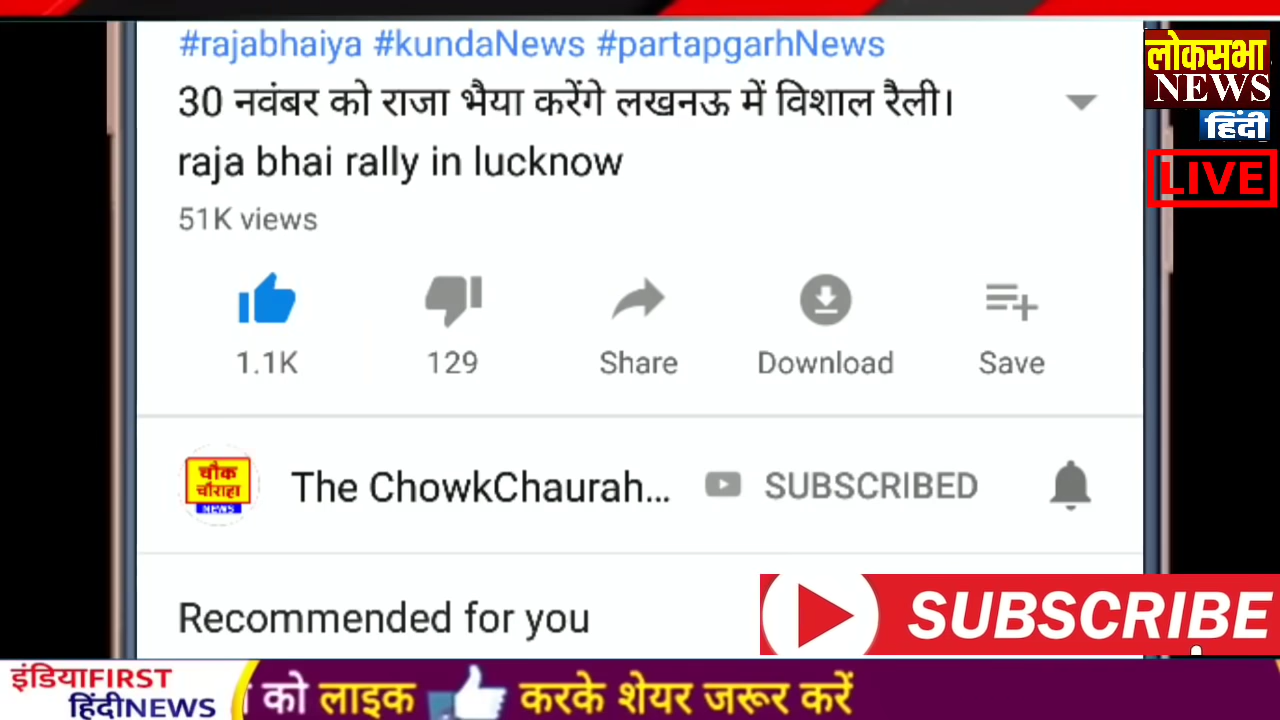 #rajabhaiya #kundaNews #partapgarhNews
30 नवंबर को राजा भैया करेंगे लखनऊ में विशाल रैली।
raja bhai rally in lucknow
51K views
1.1K
129
Share
Download
Save
चौक
चौराहा
NEWS
The ChowkChaurah...
SUBSCRIBED
Recommended for you
लोकसभा
NEWS
हिंदी
LIVE
SUBSCRIBE
इंडियाFIRST
हिंदीNEWS
को लाइक करके शेयर जरूर करें